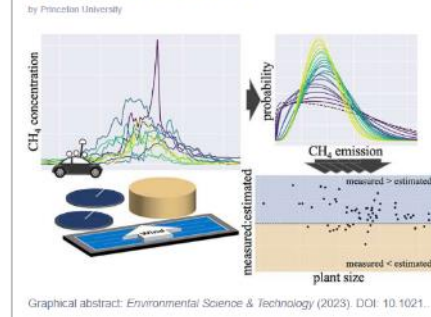 by Princeton University
CH₄ concentration
probability
CH₄ emission
Wind
measured:estimated
measured > estimated
measured < estimated
plant size
Graphical abstract: Environmental Science & Technology (2023). DOI: 10.1021...